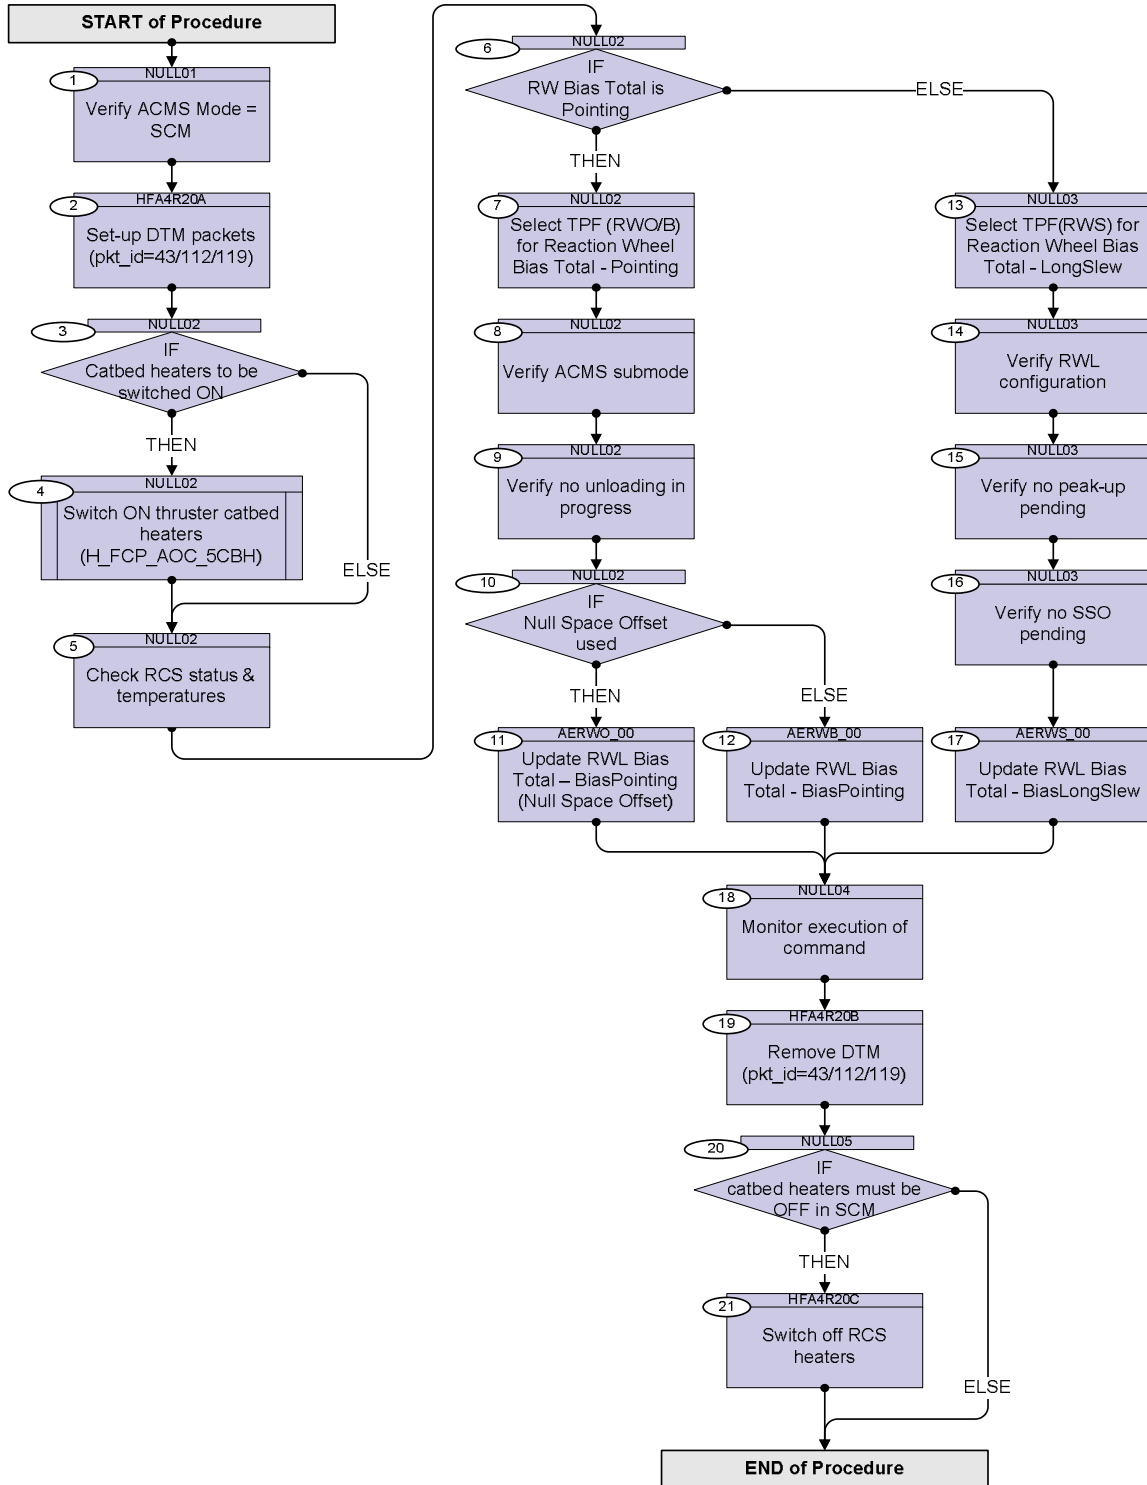 START of Procedure
1
NULL01
Verify ACMS Mode =
SCM
2
HFA4R20A
Set-up DTM packets
(pkt_id=43/112/119)
3
NULL02
IF
Catbed heaters to be
switched ON
THEN
ELSE
4
NULL02
Switch ON thruster catbed
heaters
(H_FCP_AOC_5CBH)
5
NULL02
Check RCS status &
temperatures
6
NULL02
IF
RW Bias Total is
Pointing
THEN
ELSE
7
NULL02
Select TPF (RWO/B)
for Reaction Wheel
Bias Total - Pointing
8
NULL02
Verify ACMS submode
9
NULL02
Verify no unloading in
progress
10
NULL02
IF
Null Space Offset
used
THEN
ELSE
11
AERWO_00
Update RWL Bias
Total – BiasPointing
(Null Space Offset)
12
AERWB_00
Update RWL Bias
Total - BiasPointing
13
NULL03
Select TPF(RWS) for
Reaction Wheel Bias
Total - LongSlew
14
NULL03
Verify RWL
configuration
15
NULL03
Verify no peak-up
pending
16
NULL03
Verify no SSO
pending
17
AERWS_00
Update RWL Bias
Total - BiasLongSlew
18
NULL04
Monitor execution of
command
19
HFA4R20B
Remove DTM
(pkt_id=43/112/119)
20
NULL05
IF
catbed heaters must be
OFF in SCM
THEN
ELSE
21
HFA4R20C
Switch off RCS
heaters
END of Procedure